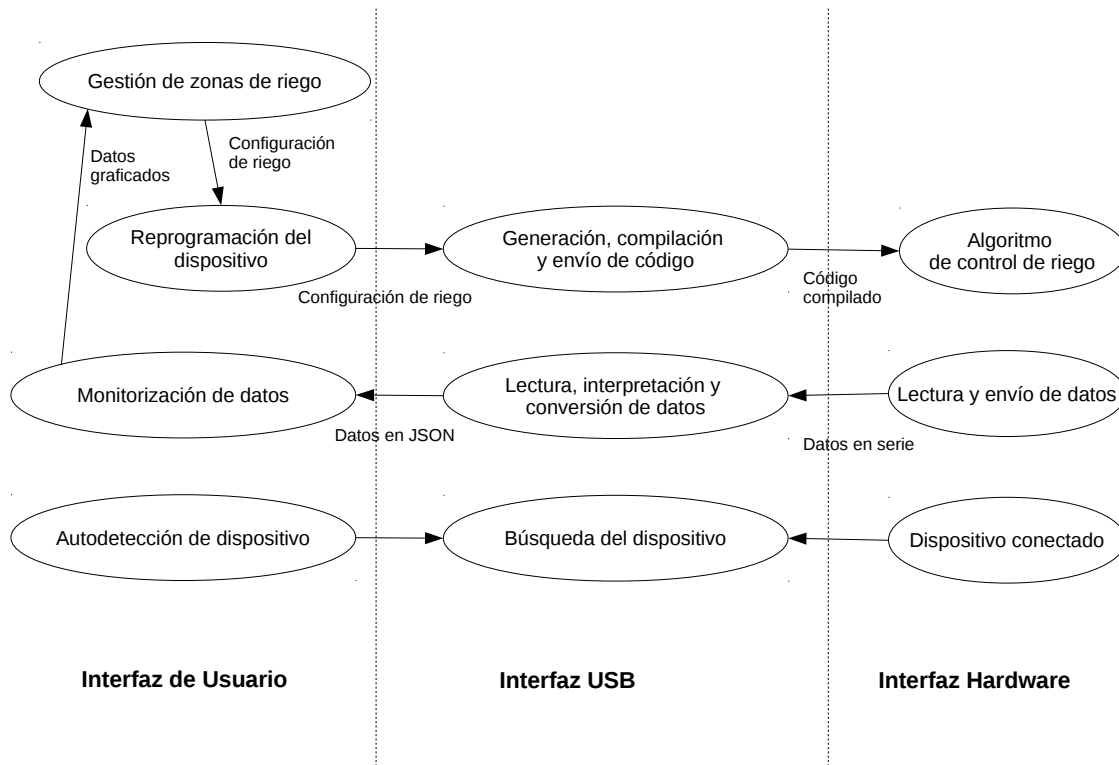 Gestión de zonas de riego
Datos
graficados
Configuración
de riego
Reprogramación del
dispositivo
Configuración de riego
Generación, compilación
y envío de código
Código
compilado
Algoritmo
de control de riego
Monitorización de datos
Datos en JSON
Lectura, interpretación y
conversión de datos
Datos en serie
Lectura y envío de datos
Autodetección de dispositivo
Búsqueda del dispositivo
Dispositivo conectado
Interfaz de Usuario
Interfaz USB
Interfaz Hardware